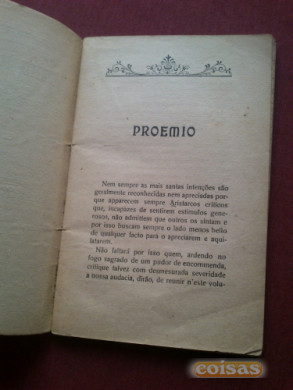 PROEMIO
Nem sempre as mais santas intenções são
geralmente reconhecidas nem apreciadas por-
que apparecem sempre Aristarcos criticos
que, incapazes de sentirem estimulos gene-
rosos, não admittem que outros os sintam e
por isso buscam sempre o lado menos bello
de qualquer facto para o apreciarem e aqui-
latarem.
Não faltará por isso quem, ardendo no
fogo sagrado de um pudor de encommenda,
critique talvez com desmesurada severidade
a nossa audacia, dirão, de reunir n'este volu-
coisas